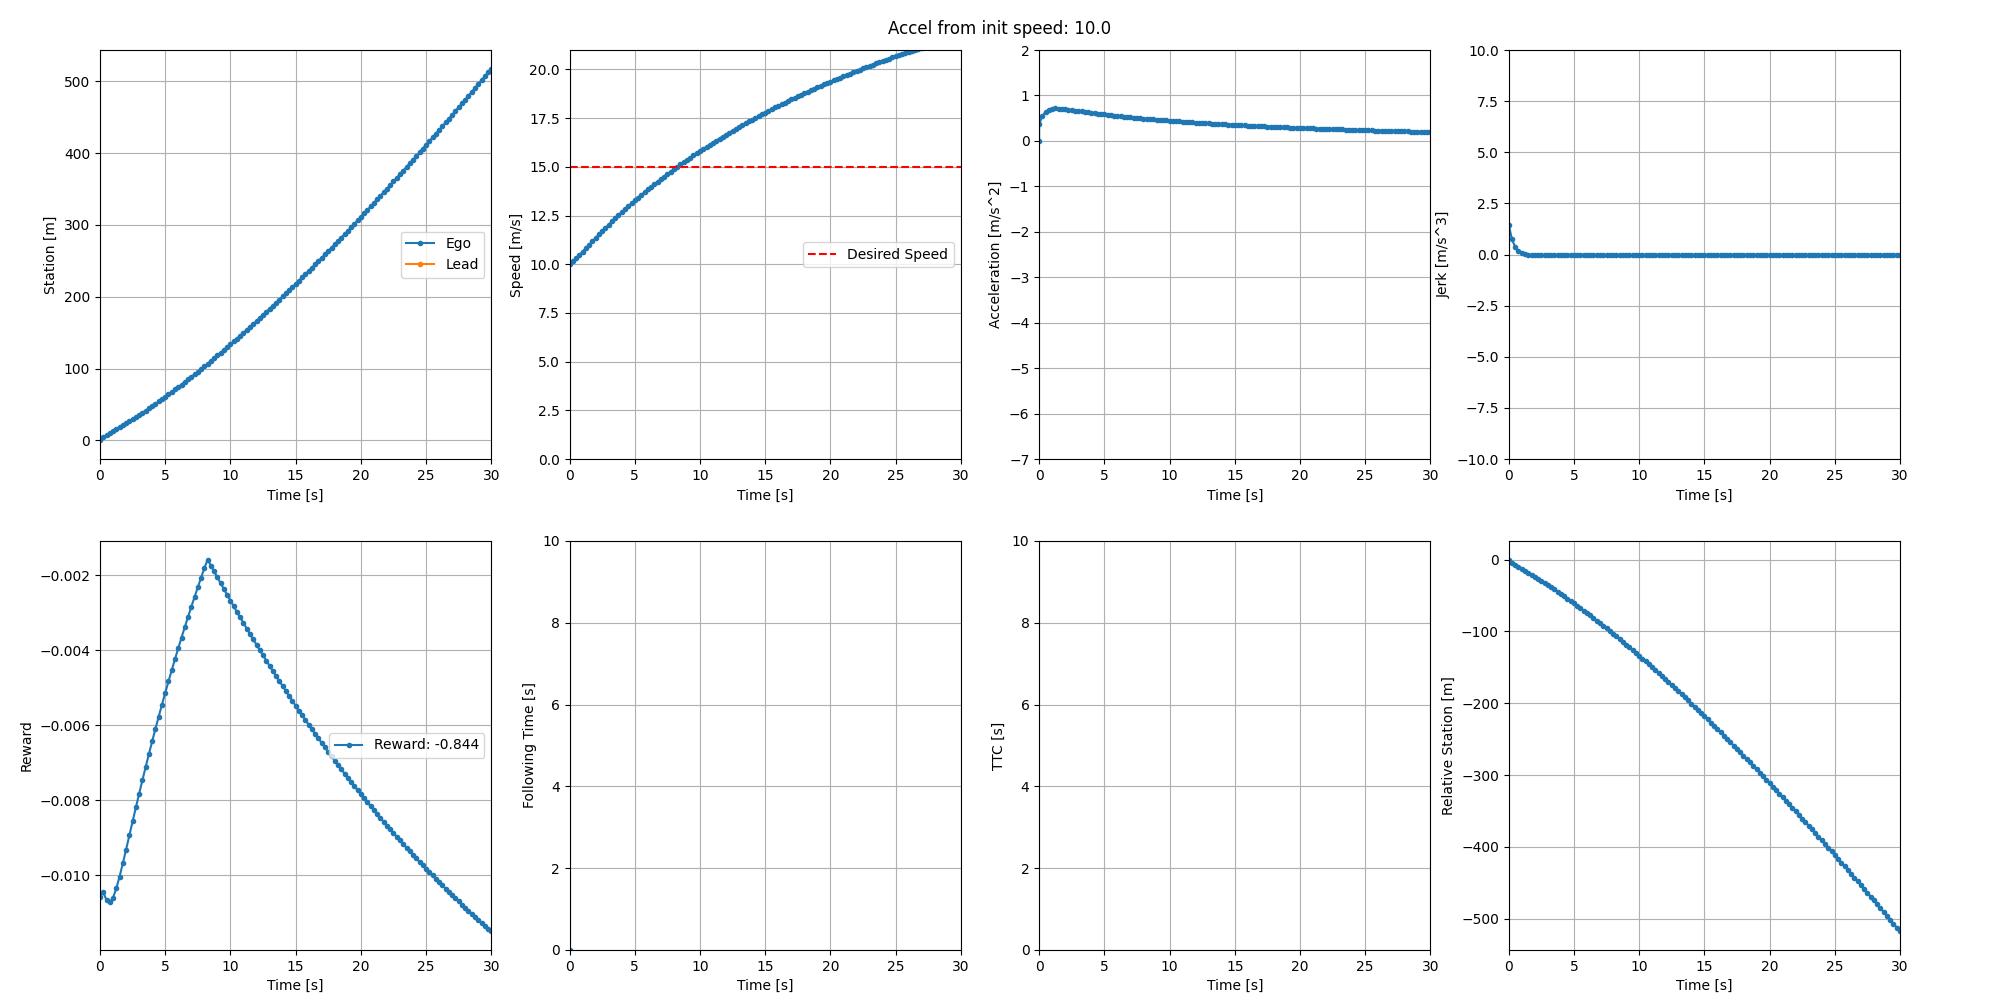 Accel from init speed: 10.0
Station [m]
500
400
300
200
100
0
Ego
Lead
0 5 10 15 20 25 30
Time [s]
Speed [m/s]
20.0
17.5
15.0
12.5
10.0
7.5
5.0
2.5
0.0
Desired Speed
0 5 10 15 20 25 30
Time [s]
Acceleration [m/s^2]
2
1
0
−1
−2
−3
−4
−5
−6
−7
0 5 10 15 20 25 30
Time [s]
Jerk [m/s^3]
10.0
7.5
5.0
2.5
0.0
−2.5
−5.0
−7.5
−10.0
0 5 10 15 20 25 30
Time [s]
Reward
−0.002
−0.004
−0.006
−0.008
−0.010
Reward: -0.844
0 5 10 15 20 25 30
Time [s]
Following Time [s]
10
8
6
4
2
0
0 5 10 15 20 25 30
Time [s]
TTC [s]
10
8
6
4
2
0
0 5 10 15 20 25 30
Time [s]
Relative Station [m]
0
−100
−200
−300
−400
−500
0 5 10 15 20 25 30
Time [s]